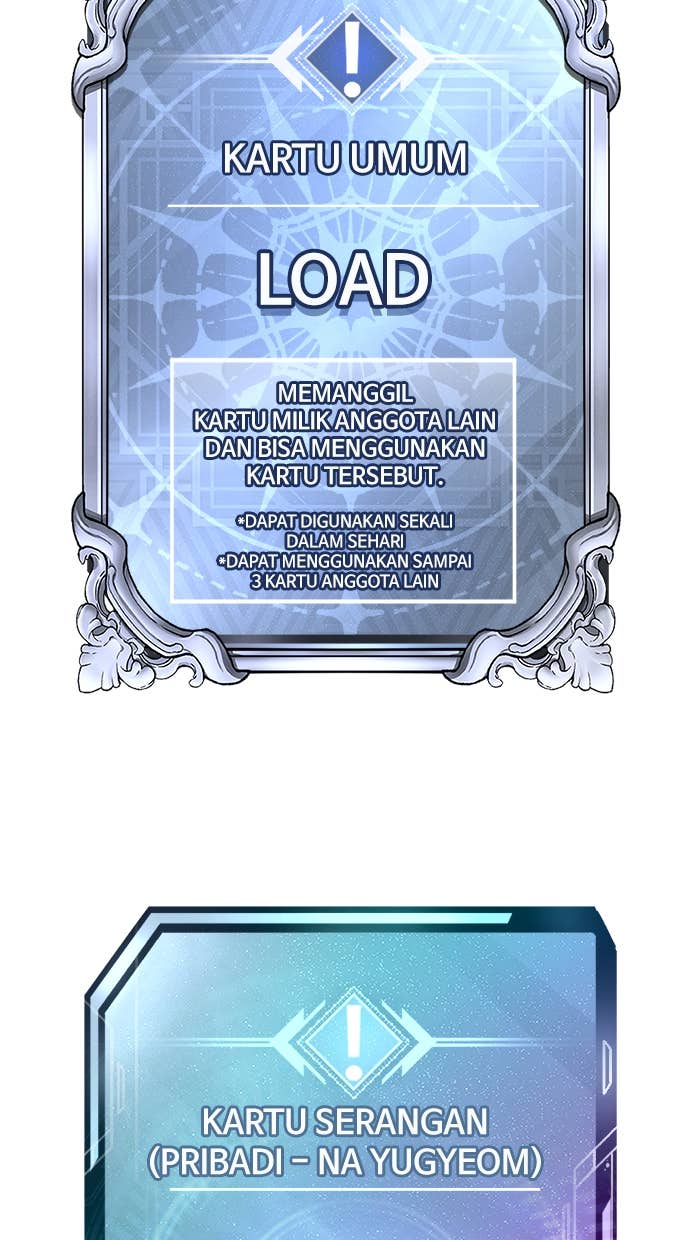 !
KARTU UMUM
LOAD
MEMANGGIL
KARTU MILIK ANGGOTA LAIN
DAN BISA MENGGUNAKAN
KARTU TERSEBUT.
*DAPAT DIGUNAKAN SEKALI
DALAM SEHARI
*DAPAT MENGGUNAKAN SAMPAI
3 KARTU ANGGOTA LAIN
!
KARTU SERANGAN
(PRIBADI - NA YUGYEOM)